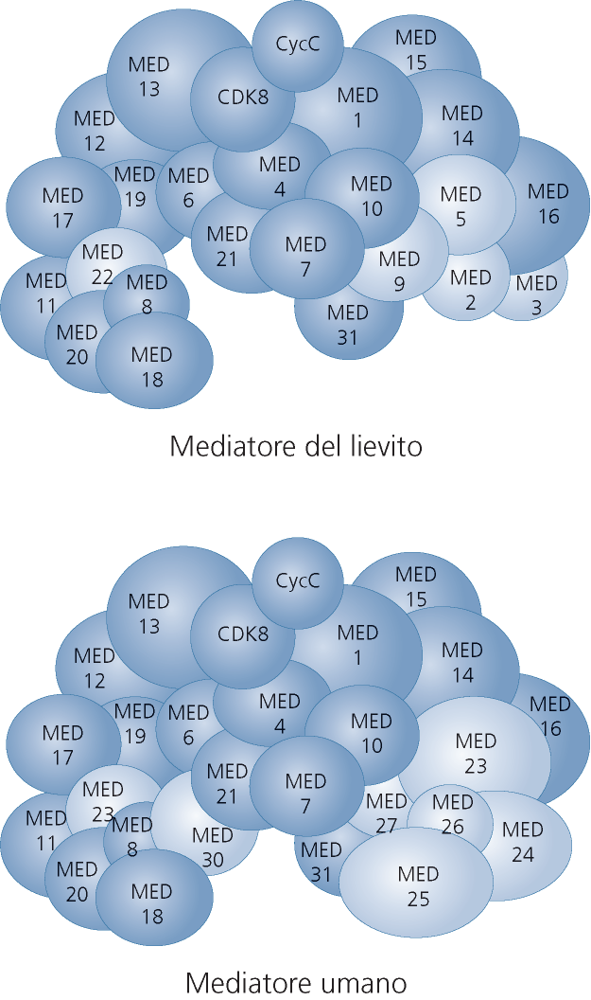 CycC
MED
15
MED
13
CDK8
MED
1
MED
12
MED
14
MED
19
MED
6
MED
4
MED
10
MED
17
MED
5
MED
16
MED
22
MED
21
MED
7
MED
9
MED
11
MED
8
MED
2
MED
3
MED
31
MED
20
MED
18
Mediatore del lievito
CycC
MED
15
MED
13
CDK8
MED
1
MED
12
MED
14
MED
19
MED
6
MED
4
MED
10
MED
16
MED
17
MED
23
MED
23
MED
21
MED
7
MED
27
MED
26
MED
11
MED
8
MED
30
MED
24
MED
31
MED
20
MED
25
MED
18
Mediatore umano